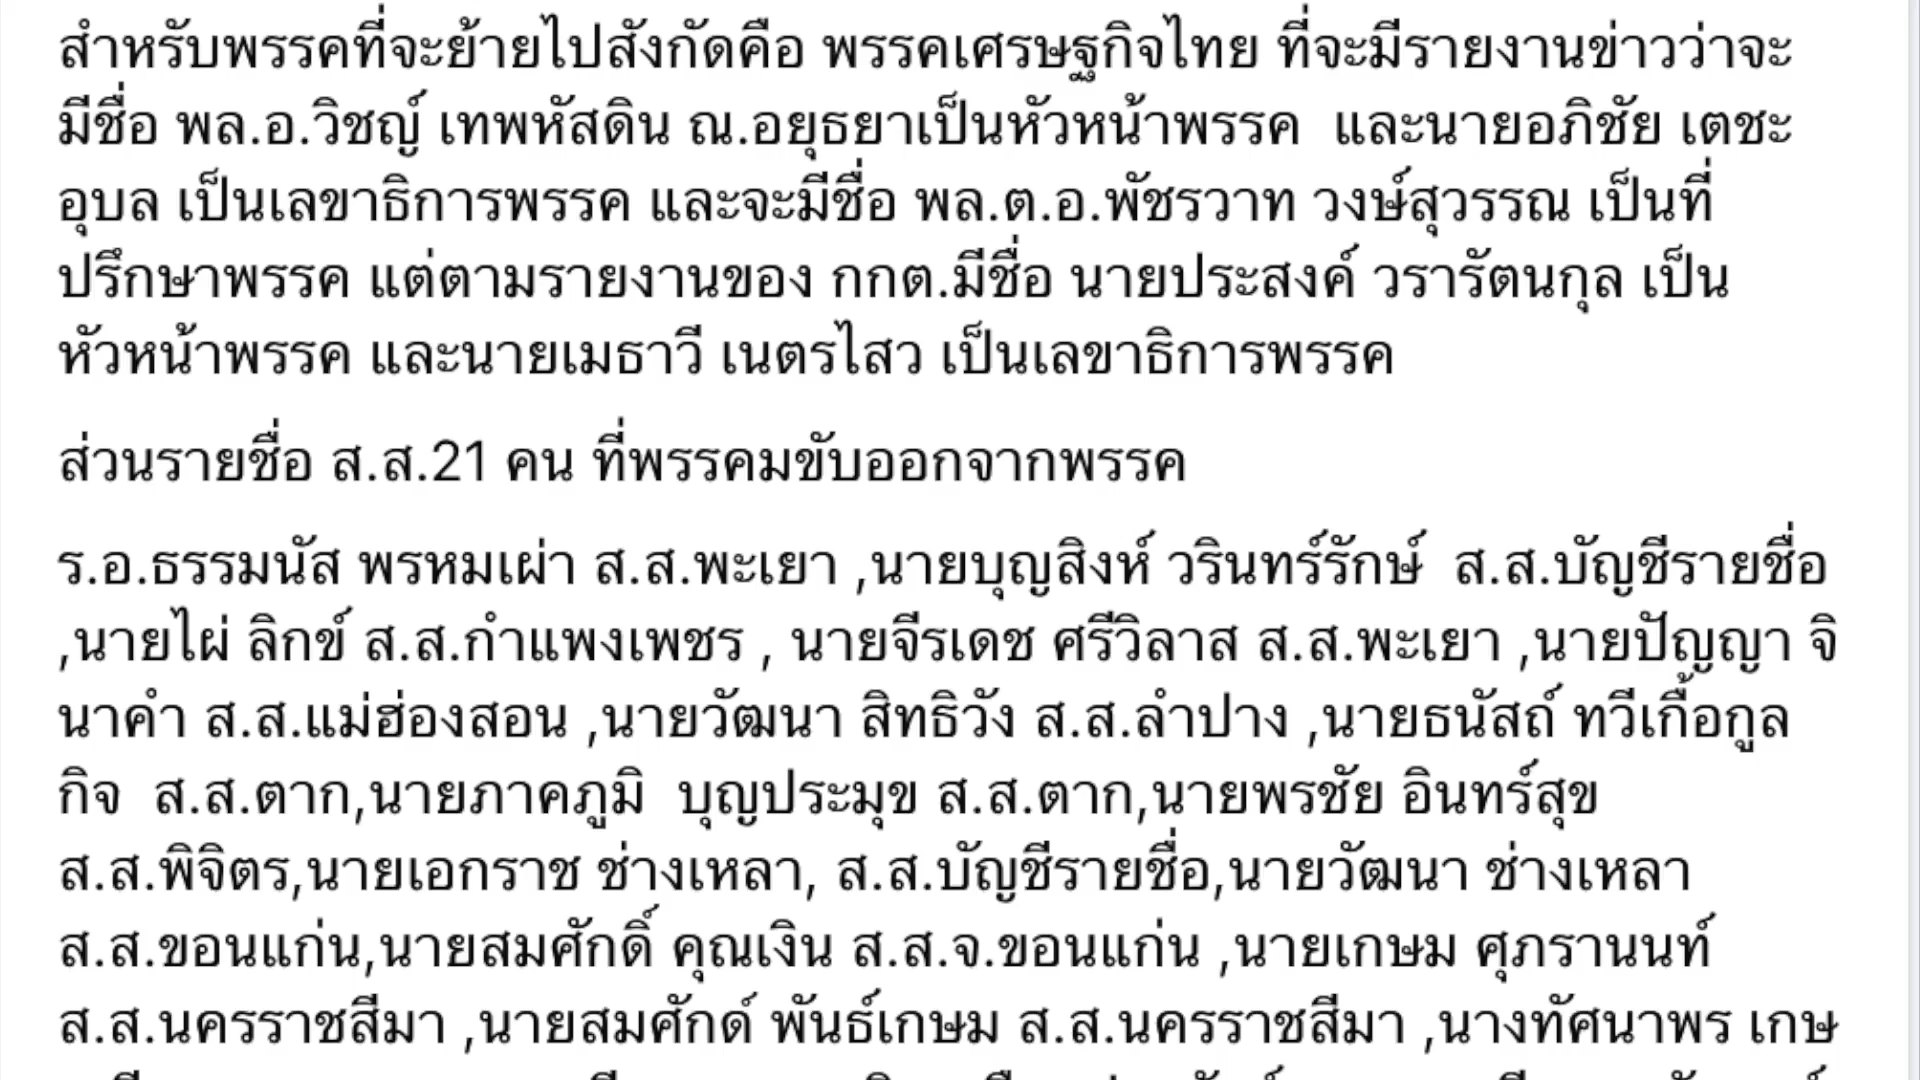 สำหรับพรรคที่จะย้ายไปสังกัดคือ พรรคเศรษฐกิจไทย ที่จะมีรายงานข่าวว่าจะ
มีชื่อ พล.อ.วิชญ์ เทพหัสดิน ณ.อยุธยาเป็นหัวหน้าพรรค  และนายอภิชัย เตชะ
อุบล เป็นเลขาธิการพรรค และจะมีชื่อ พล.ต.อ.พัชรวาท วงษ์สุวรรณ เป็นที่
ปรึกษาพรรค แต่ตามรายงานของ กกต.มีชื่อ นายประสงค์ วรารัตนกุล เป็น
หัวหน้าพรรค และนายเมธาวี เนตรไสว เป็นเลขาธิการพรรค
ส่วนรายชื่อ ส.ส.21 คน ที่พรรคมขับออกจากพรรค
ร.อ.ธรรมนัส พรหมเผ่า ส.ส.พะเยา ,นายบุญสิงห์ วรินทร์รักษ์  ส.ส.บัญชีรายชื่อ
,นายไผ่ ลิกข์ ส.ส.กำแพงเพชร , นายจีรเดช ศรีวิลาส ส.ส.พะเยา ,นายปัญญา จิ
นาคำ ส.ส.แม่ฮ่องสอน ,นายวัฒนา สิทธิวัง ส.ส.ลำปาง ,นายธนัสถ์ ทวีเกื้อกูล
กิจ  ส.ส.ตาก,นายภาคภูมิ  บุญประมุข ส.ส.ตาก,นายพรชัย อินทร์สุข
ส.ส.พิจิตร,นายเอกราช ช่างเหลา, ส.ส.บัญชีรายชื่อ,นายวัฒนา ช่างเหลา
ส.ส.ขอนแก่น,นายสมศักดิ์ คุณเงิน ส.ส.จ.ขอนแก่น ,นายเกษม ศุภรานนท์
ส.ส.นครราชสีมา ,นายสมศักด์ พันธ์เกษม ส.ส.นครราชสีมา ,นางทัศนาพร เกษ